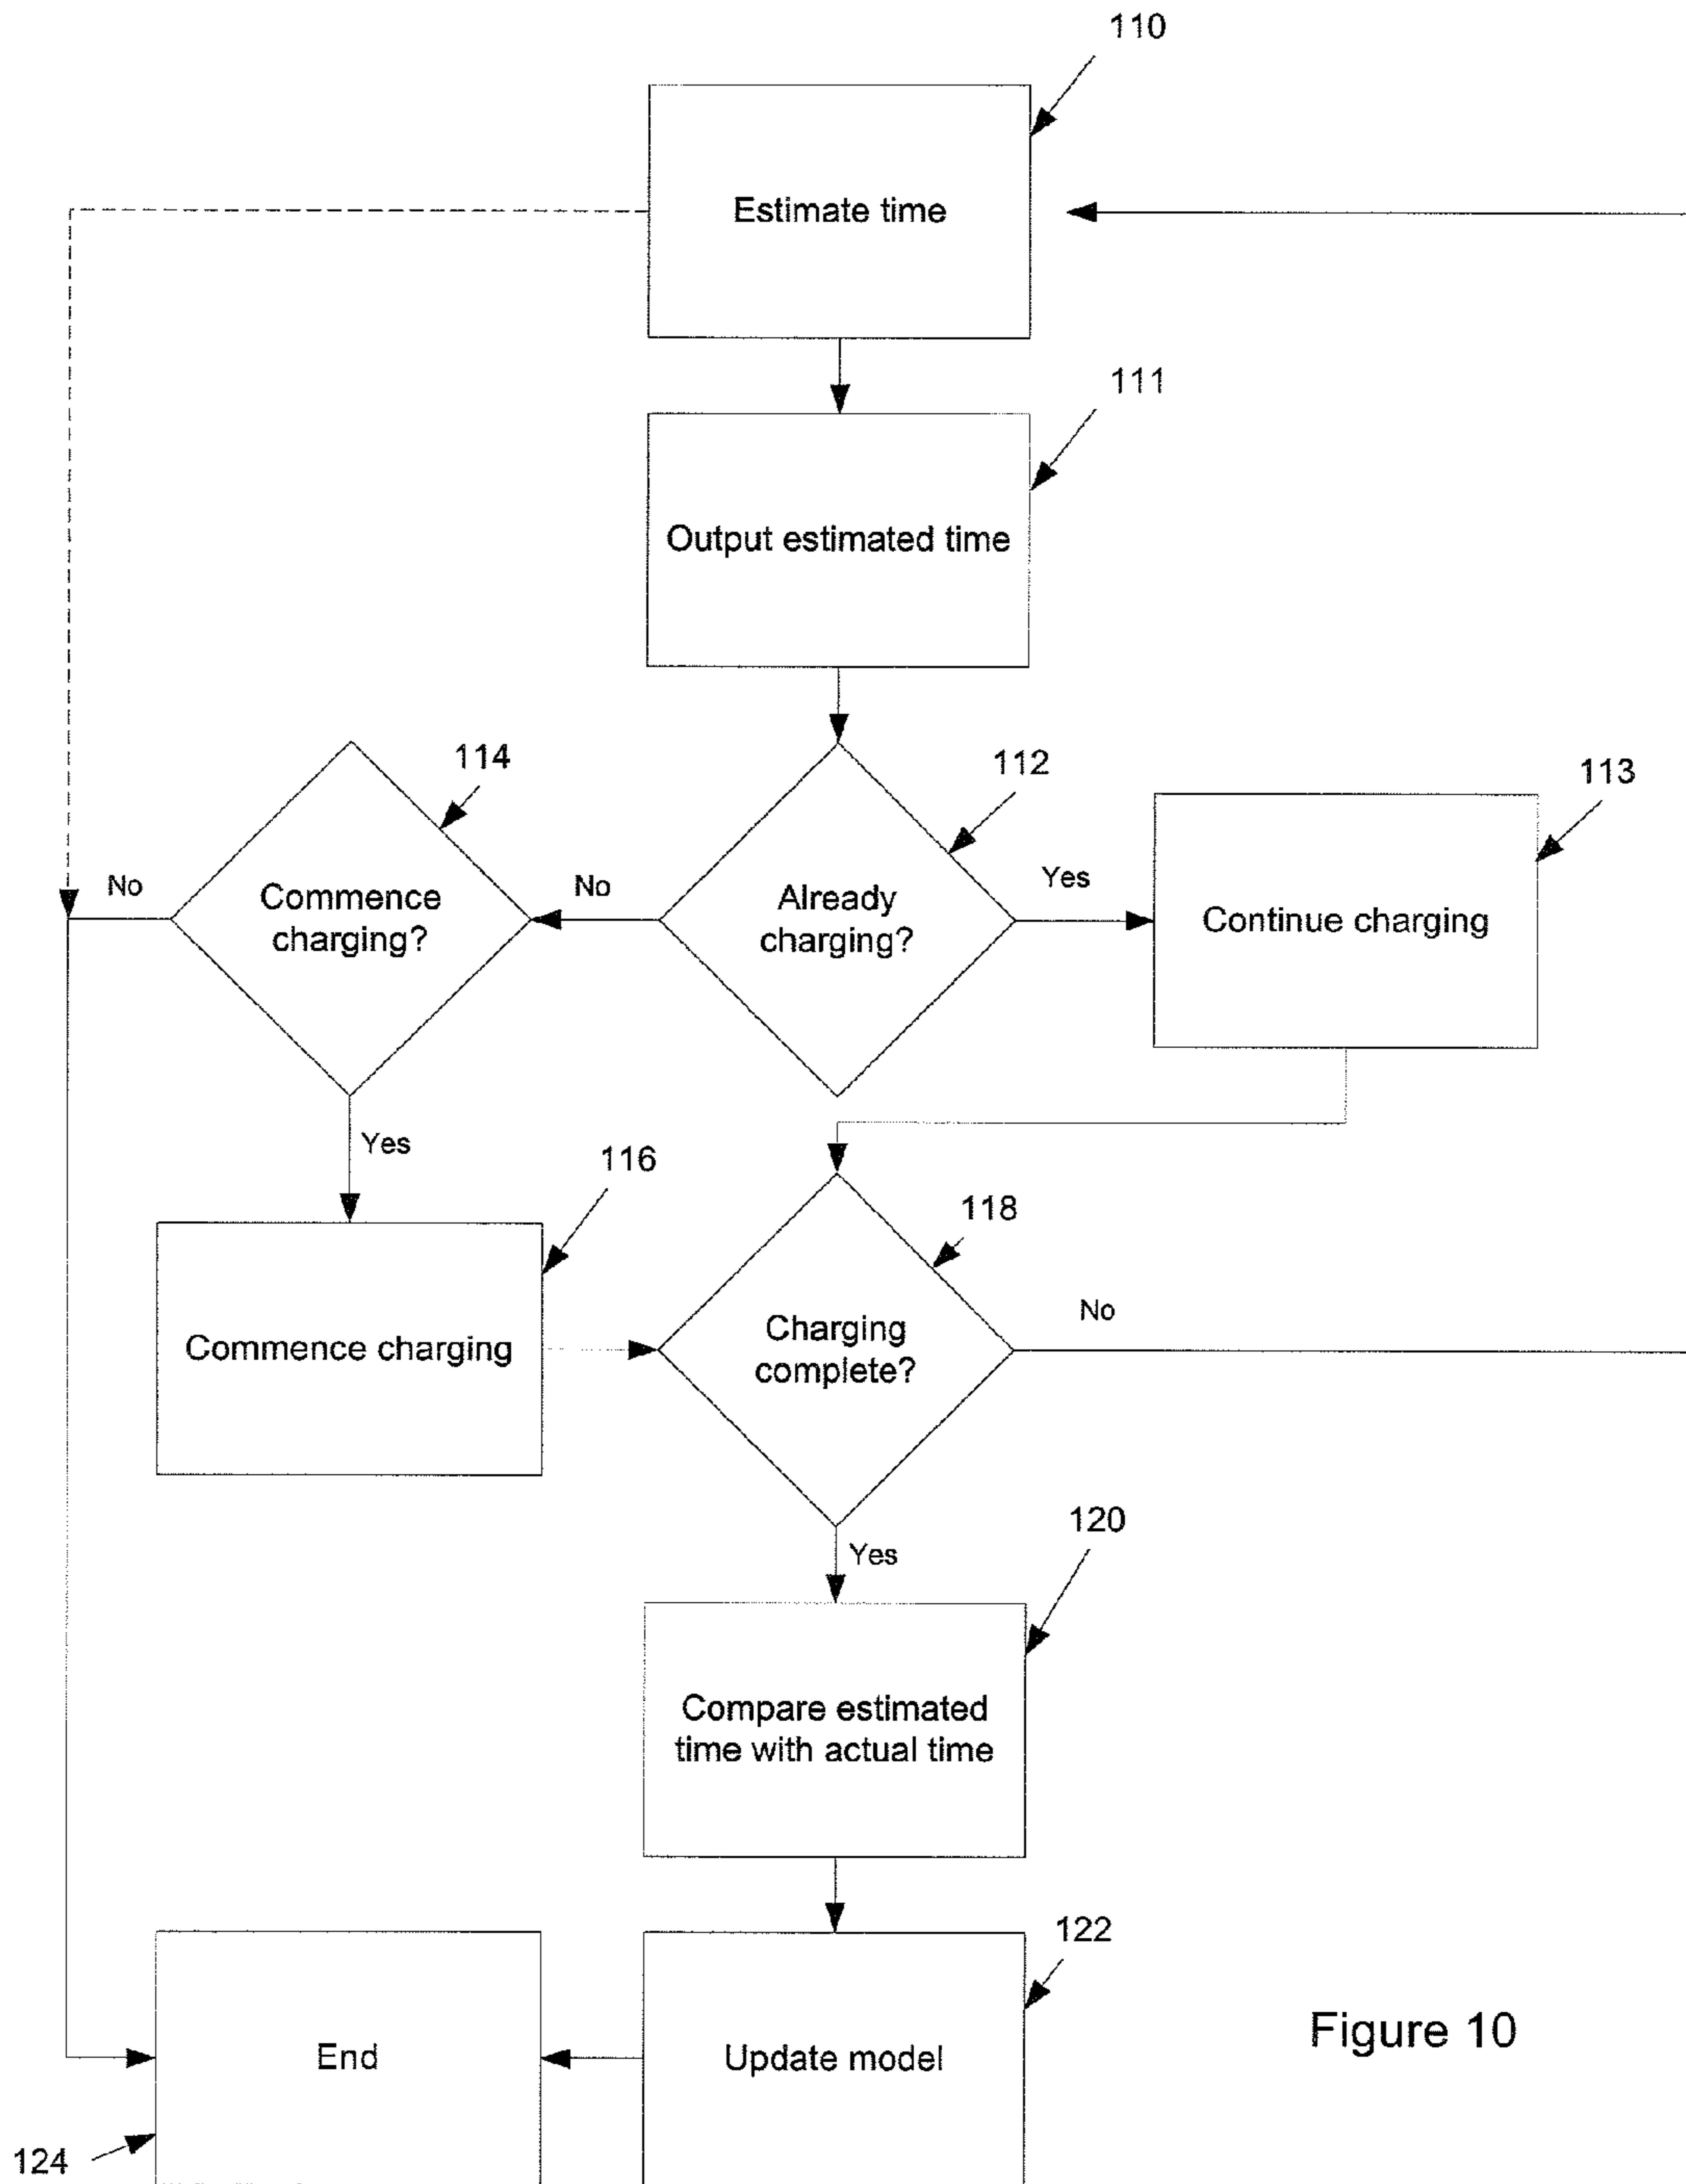 110
Estimate time
111
Output estimated time
114
112
113
No
Commence
charging?
No
Already
charging?
Yes
Continue charging
Yes
116
118
Commence charging
Charging
complete?
No
Yes
120
Compare estimated
time with actual time
122
End
Update model
Figure 10
124